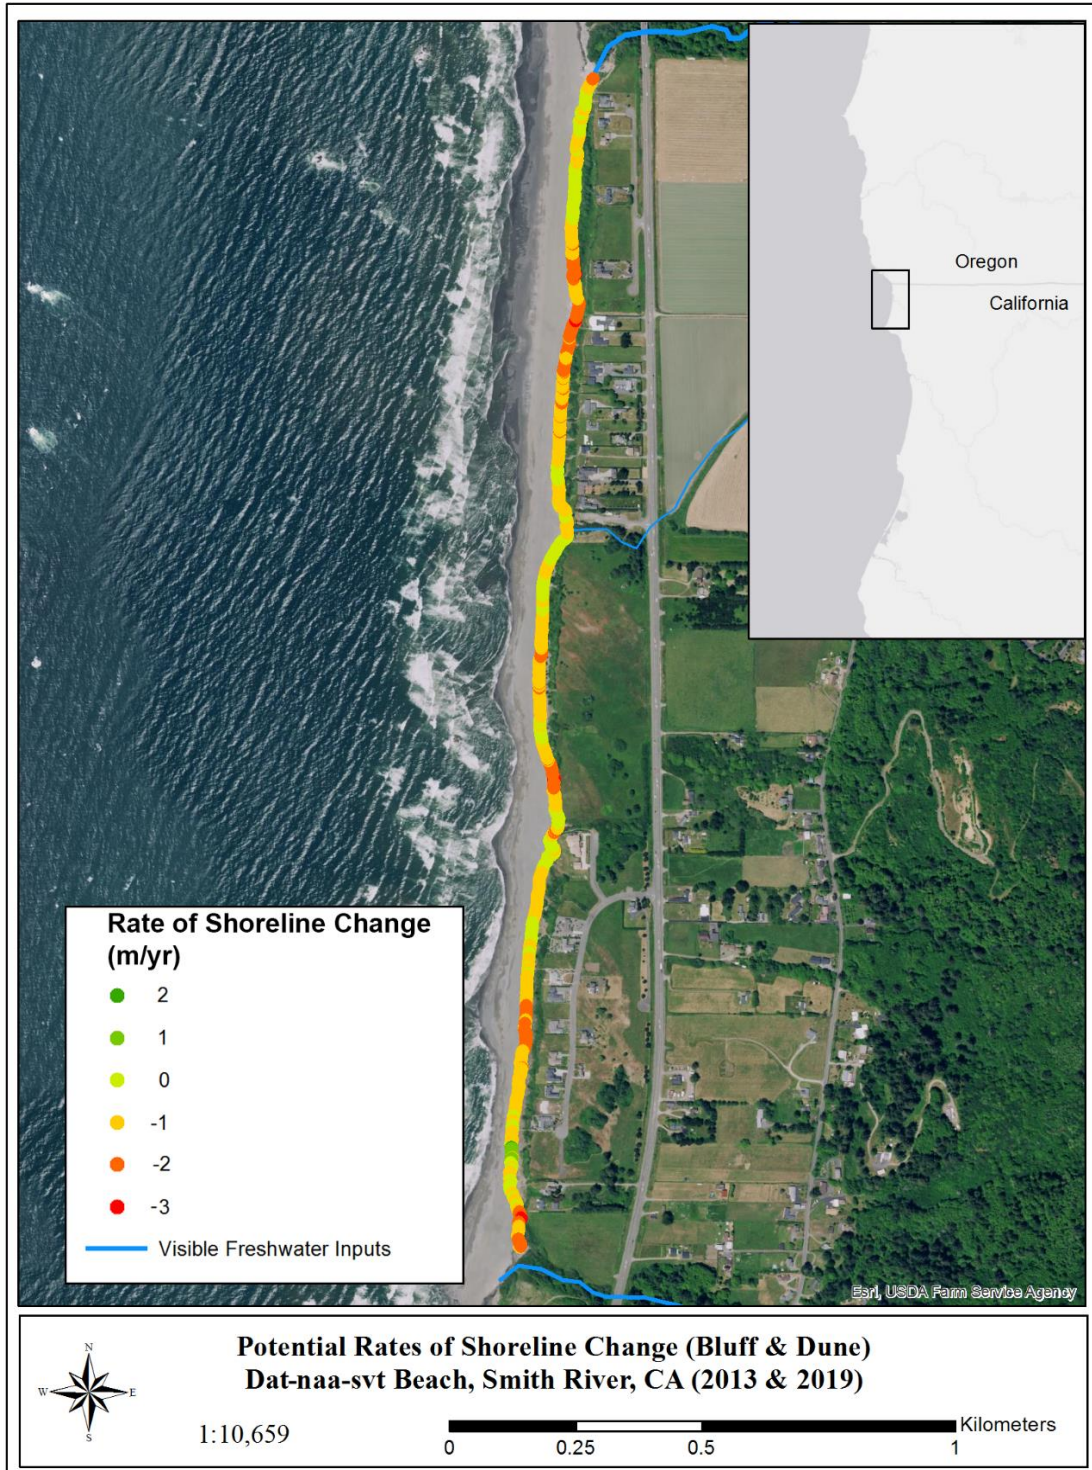 Oregon
California
Rate of Shoreline Change
(m/yr)
2
1
0
-1
-2
-3
Visible Freshwater Inputs
Esri, USDA Farm Service Agency
N
W
E
S
1:10,659
Potential Rates of Shoreline Change (Bluff & Dune)
Dat-naa-svt Beach, Smith River, CA (2013 & 2019)
Kilometers
0 0.25 0.5 1